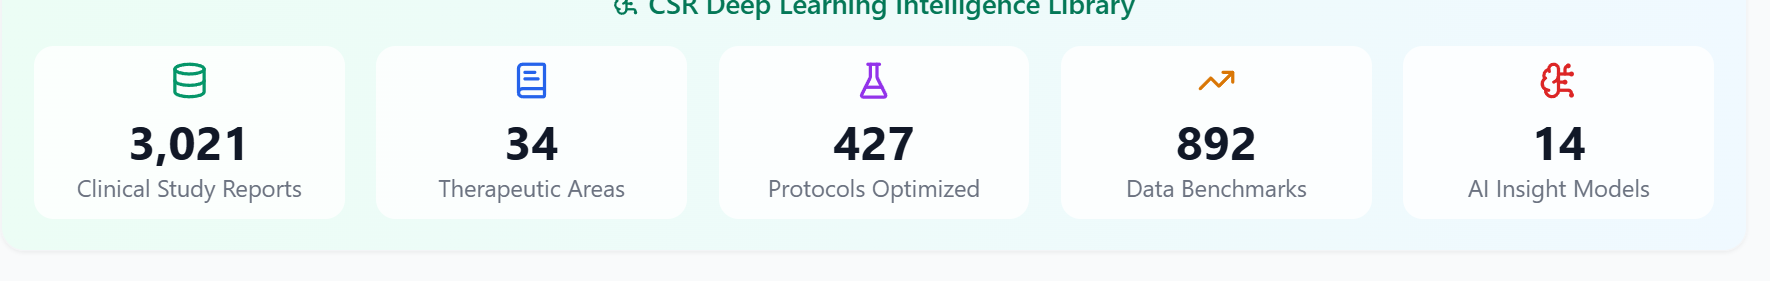 CSR Deep Learning Intelligence Library
3,021
Clinical Study Reports
34
Therapeutic Areas
427
Protocols Optimized
892
Data Benchmarks
14
AI Insight Models